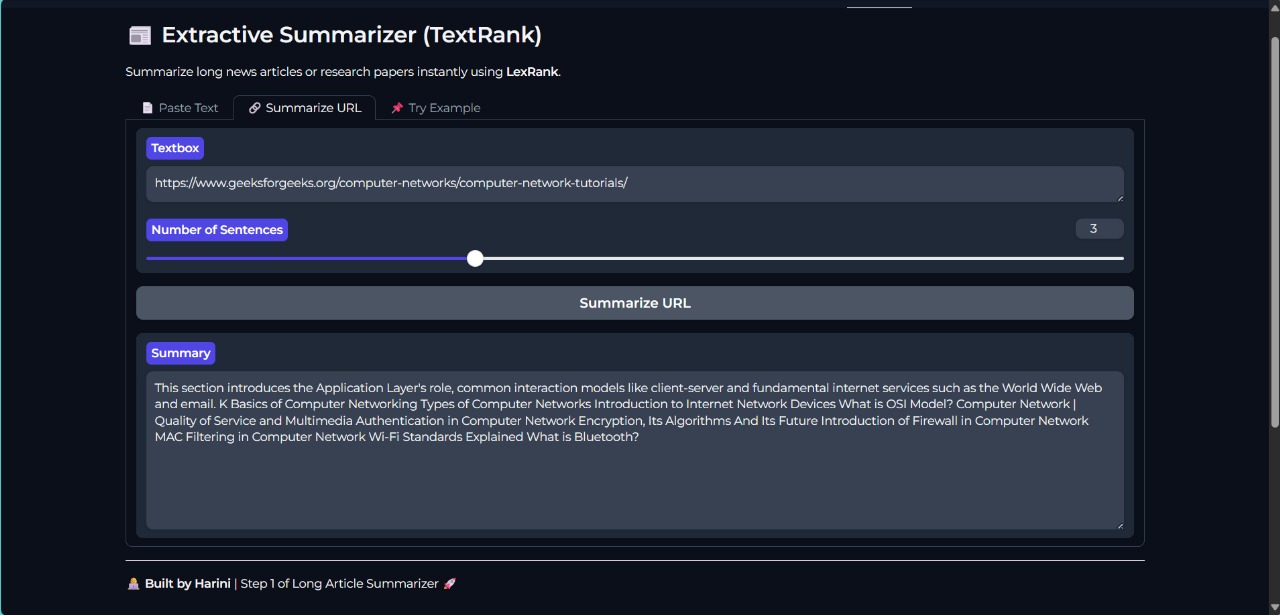 Extractive Summarizer (TextRank)
Summarize long news articles or research papers instantly using LexRank.
Paste Text
Summarize URL
Try Example
Textbox
https://www.geeksforgeeks.org/computer-networks/computer-network-tutorials/
Number of Sentences
3
Summarize URL
Summary
This section introduces the Application Layer's role, common interaction models like client-server and fundamental internet services such as the World Wide Web
and email. K Basics of Computer Networking Types of Computer Networks Introduction to Internet Network Devices What is OSI Model? Computer Network |
Quality of Service and Multimedia Authentication in Computer Network Encryption, Its Algorithms And Its Future Introduction of Firewall in Computer Network
MAC Filtering in Computer Network Wi-Fi Standards Explained What is Bluetooth?
Built by Harini | Step 1 of Long Article Summarizer